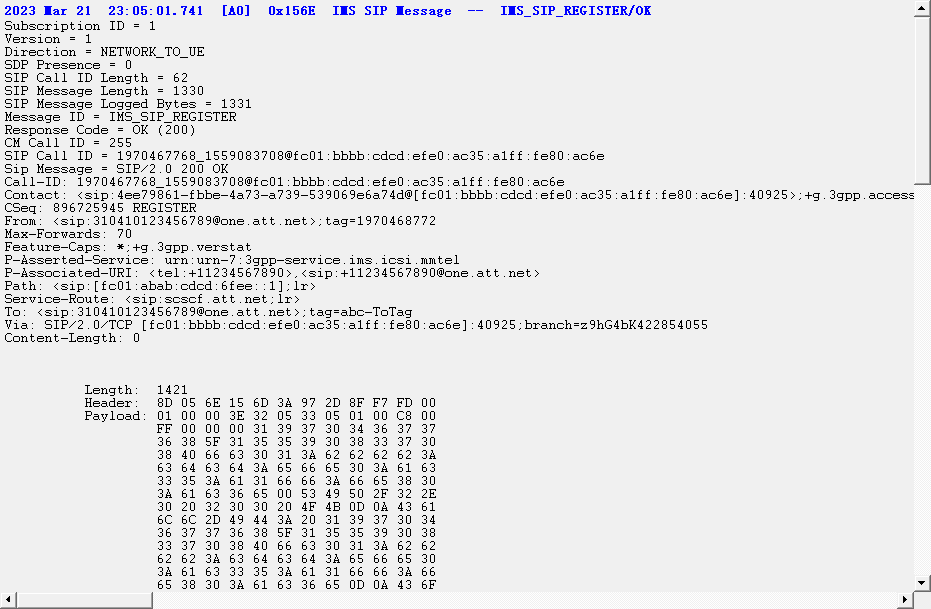 2023 Mar 21  23:05:01.741  [A0]  0x156E  IMS SIP Message  --  IMS_SIP_REGISTER/OK
Subscription ID = 1
Version = 1
Direction = NETWORK_TO_UE
SDP Presence = 0
SIP Call ID Length = 62
SIP Message Length = 1330
SIP Message Logged Bytes = 1331
Message ID = IMS_SIP_REGISTER
Response Code = OK (200)
CM Call ID = 255
SIP Call ID = 1970467768_1559083708@fc01:bbbb:cdcd:efe0:ac35:a1ff:fe80:ac6e
Sip Message = SIP/2.0 200 OK
Call-ID: 1970467768_1559083708@fc01:bbbb:cdcd:efe0:ac35:a1ff:fe80:ac6e
Contact: <sip:4ee79861-fbbe-4a73-a739-539069e6a74d@[fc01:bbbb:cdcd:efe0:ac35:a1ff:fe80:ac6e]:40925>;+g.3gpp.access
CSeq: 896725945 REGISTER
From: <sip:310410123456789@one.att.net>;tag=1970468772
Max-Forwards: 70
Feature-Caps: *;+g.3gpp.verstat
P-Asserted-Service: urn:urn-7:3gpp-service.ims.icsi.mmtel
P-Associated-URI: <tel:+11234567890>,<sip:+11234567890@one.att.net>
Path: <sip:[fc01:abab:cdcd:6fee::1];lr>
Service-Route: <sip:scscf.att.net;lr>
To: <sip:310410123456789@one.att.net>;tag=abc-ToTag
Via: SIP/2.0/TCP [fc01:bbbb:cdcd:efe0:ac35:a1ff:fe80:ac6e]:40925;branch=z9hG4bK422854055
Content-Length: 0
Length:  1421
Header:  8D 05 6E 15 6D 3A 97 2D 8F F7 FD 00
Payload: 01 00 00 3E 32 05 33 05 01 00 C8 00
FF 00 00 00 31 39 37 30 34 36 37 37
36 38 5F 31 35 35 39 30 38 33 37 30
38 40 66 63 30 31 3A 62 62 62 62 3A
63 64 63 64 3A 65 66 65 30 3A 61 63
33 35 3A 61 31 66 66 3A 66 65 38 30
3A 61 63 36 65 00 53 49 50 2F 32 2E
30 20 32 30 30 20 4F 4B 0D 0A 43 61
6C 6C 2D 49 44 3A 20 31 39 37 30 34
36 37 37 36 38 5F 31 35 35 39 30 38
33 37 30 38 40 66 63 30 31 3A 62 62
62 62 3A 63 64 63 64 3A 65 66 65 30
3A 61 63 33 35 3A 61 31 66 66 3A 66
65 38 30 3A 61 63 36 65 0D 0A 43 6F